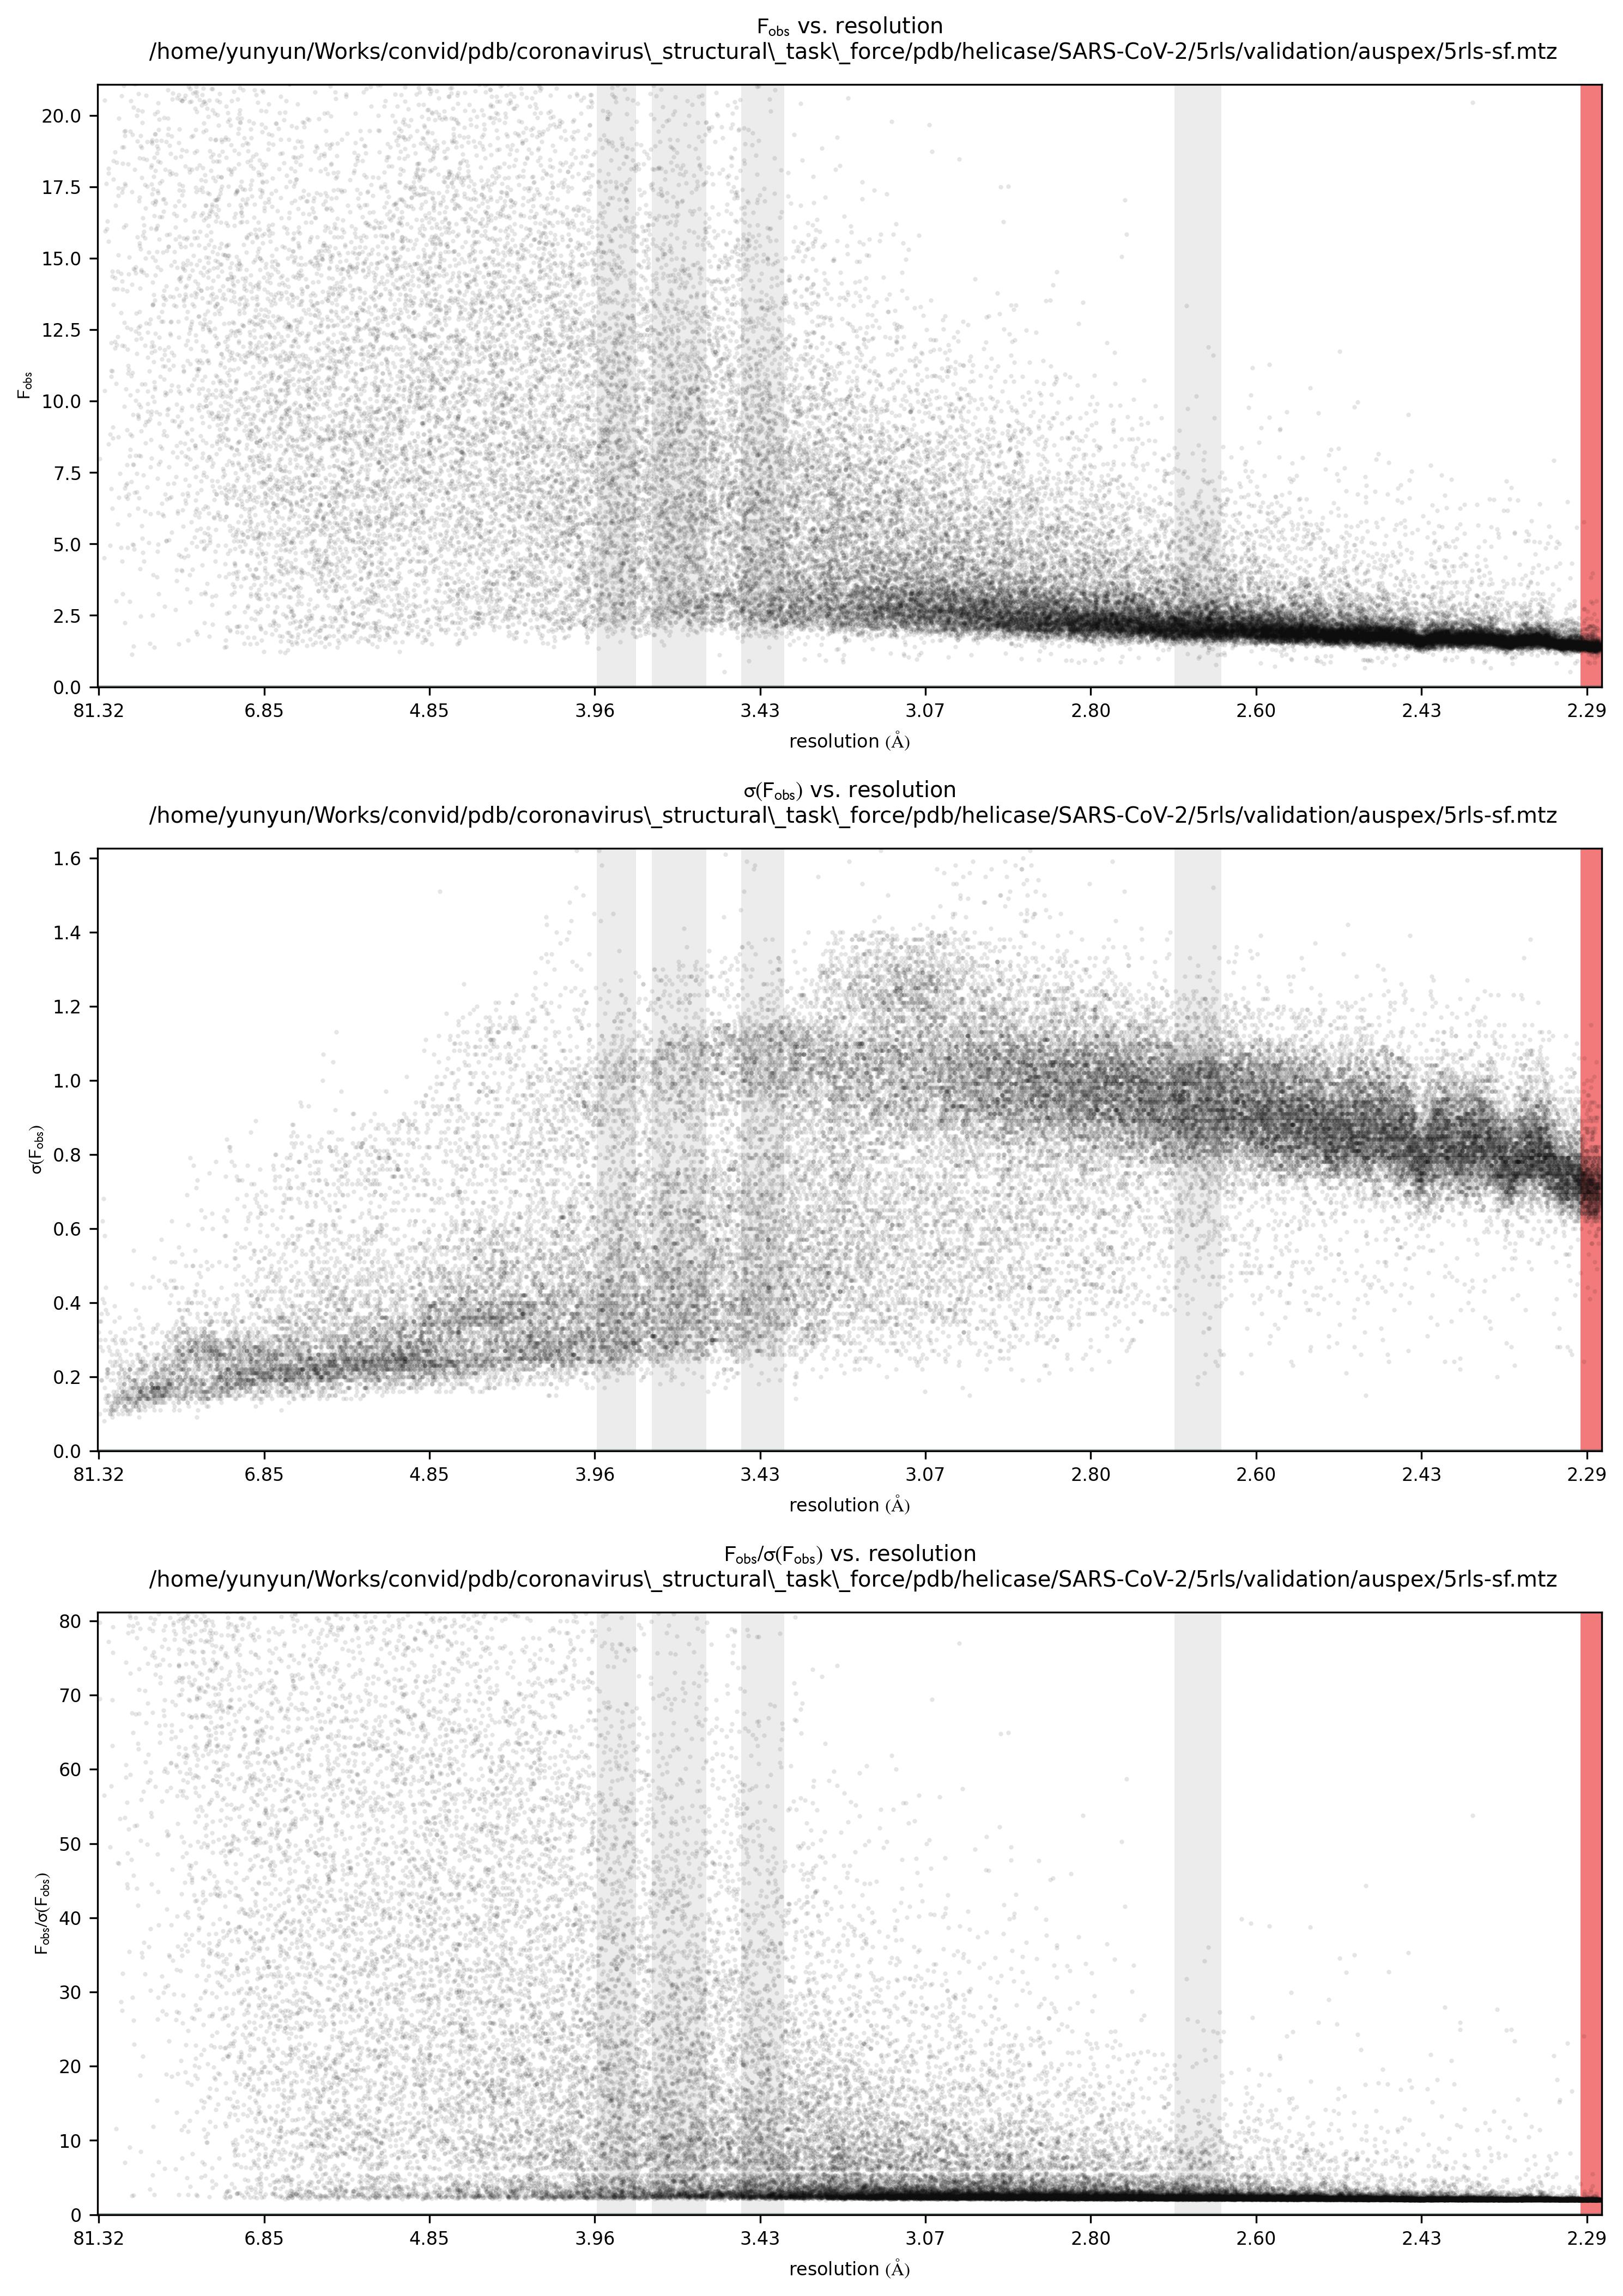 F_obs vs. resolution
/home/yunyun/Works/convid/pdb/coronavirus\_structural\_task\_force/pdb/helicase/SARS-CoV-2/5rls/validation/auspex/5rls-sf.mtz
F_obs
20.0
17.5
15.0
12.5
10.0
7.5
5.0
2.5
0.0
81.32 6.85 4.85 3.96 3.43 3.07 2.80 2.60 2.43 2.29
resolution (Å)
σ(F_obs) vs. resolution
/home/yunyun/Works/convid/pdb/coronavirus\_structural\_task\_force/pdb/helicase/SARS-CoV-2/5rls/validation/auspex/5rls-sf.mtz
σ(F_obs)
1.6
1.4
1.2
1.0
0.8
0.6
0.4
0.2
0.0
81.32 6.85 4.85 3.96 3.43 3.07 2.80 2.60 2.43 2.29
resolution (Å)
F_obs/σ(F_obs) vs. resolution
/home/yunyun/Works/convid/pdb/coronavirus\_structural\_task\_force/pdb/helicase/SARS-CoV-2/5rls/validation/auspex/5rls-sf.mtz
F_obs/σ(F_obs)
80
70
60
50
40
30
20
10
0
81.32 6.85 4.85 3.96 3.43 3.07 2.80 2.60 2.43 2.29
resolution (Å)